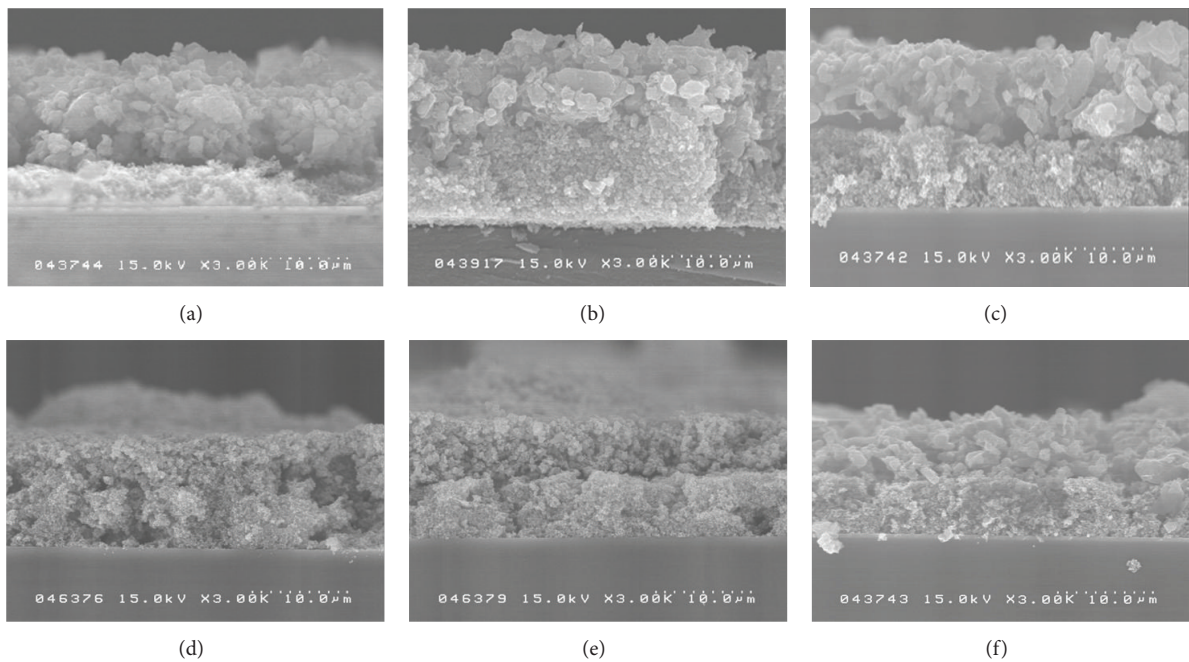 043744 15.0kV X3.00K 10.0µm
043917 15.0kV X3.00K 10.0µm
043742 15.0kV X3.00K 10.0µm
(a)
(b)
(c)
046376 15.0kV X3.00K 10.0µm
046379 15.0kV X3.00K 10.0µm
043743 15.0kV X3.00K 10.0µm
(d)
(e)
(f)